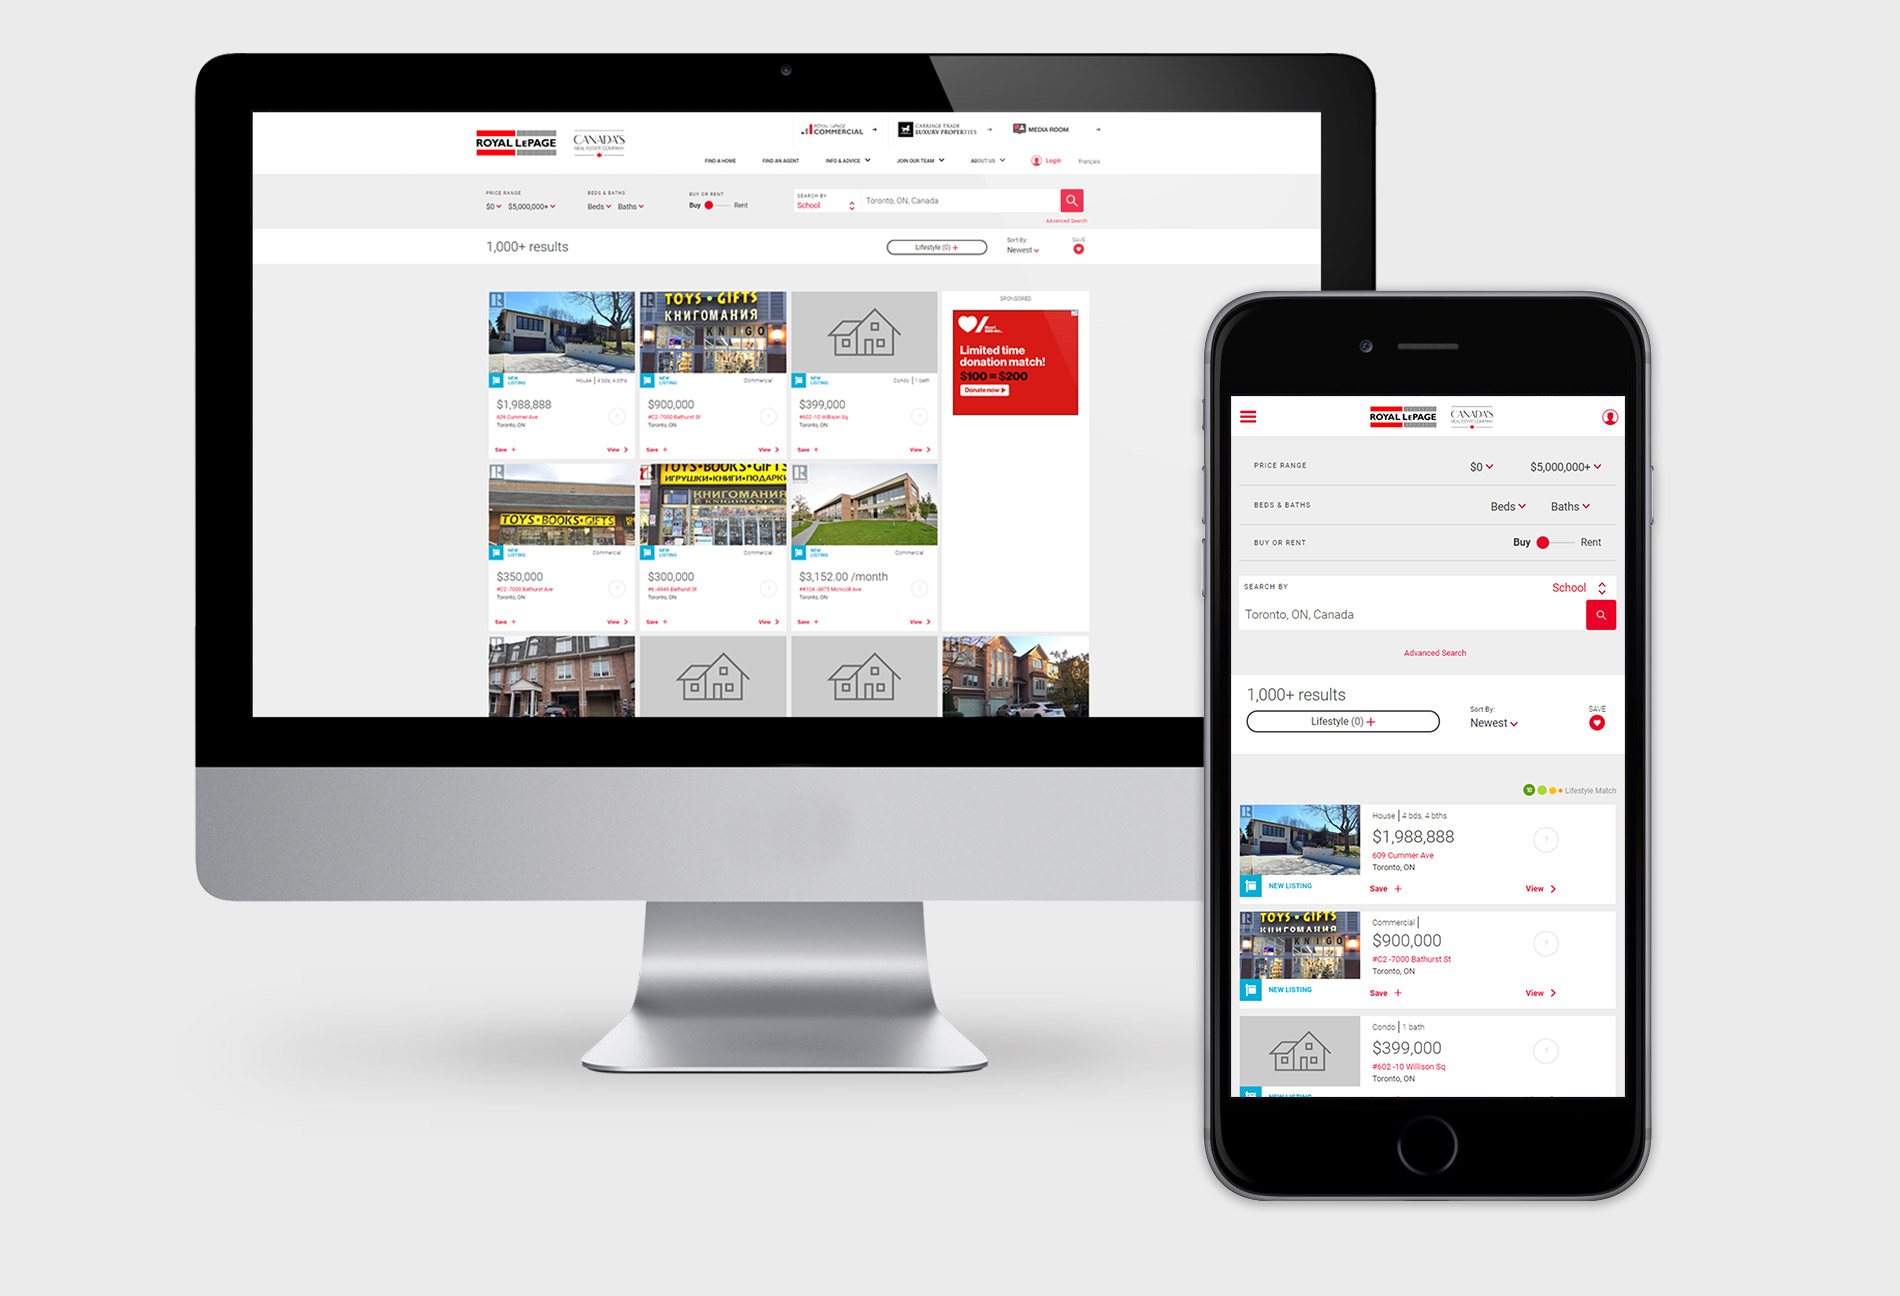 ROYAL LEPAGE
CANADA'S
REAL ESTATE COMPANY
ROYAL LEPAGE
COMMERCIAL
CARRIAGE TRADE
LUXURY PROPERTIES
MEDIA ROOM
FIND A HOME
FIND AN AGENT
INFO & ADVICE
JOIN OUR TEAM
ABOUT US
Login
Français
PRICE RANGE
$0 $5,000,000+
BEDS & BATHS
Beds Baths
BUY OR RENT
Buy Rent
SEARCH BY
School
Toronto, ON, Canada
Advanced Search
1,000+ results
Lifestyle (0) +
Sort By:
Newest
SAVE
TOYS • GIFTS
КНИГОМАНИЯ
KNIGO
NEW
LISTING
House | 4 bds, 4 bths
$1,988,888
609 Cummer Ave
Toronto, ON
Save +
View >
NEW
LISTING
Commercial
$900,000
#C2 -7000 Bathurst St
Toronto, ON
Save +
View >
NEW
LISTING
Condo | 1 bath
$399,000
#602 -10 Willison Sq
Toronto, ON
Save +
View >
SPONSORED
Heart
Limited time
donation match!
$100 = $200
Donate now
TOYS • BOOKS • GIFTS
NEW
LISTING
Commercial
$350,000
#C2 -7000 Bathurst Ave
Toronto, ON
Save +
View >
TOYS•BOOKS•GIFTS
ИГРУШКИ•КНИГИ•ПОДАРКИ
КНИГОМАНИЯ
KNIGOMANIA
NEW
LISTING
Commercial
$300,000
#6 -4949 Bathurst St
Toronto, ON
Save +
View >
NEW
LISTING
Commercial
$3,152.00 /month
Toronto, ON
Save +
View >
ROYAL LEPAGE
CANADA'S
REAL ESTATE COMPANY
PRICE RANGE
$0
$5,000,000+
BEDS & BATHS
Beds
Baths
BUY OR RENT
Buy
Rent
SEARCH BY
School
Toronto, ON, Canada
Advanced Search
1,000+ results
Lifestyle (0) +
Sort By:
Newest
SAVE
10
Lifestyle Match
House | 4 bds, 4 bths
$1,988,888
609 Cummer Ave
Toronto, ON
NEW LISTING
Save +
View >
?
TOYS • GIFTS
КНИГОМАНИЯ
KNIGO
Commercial |
$900,000
#C2 -7000 Bathurst St
Toronto, ON
NEW LISTING
Save +
View >
?
Condo | 1 bath
$399,000
#602 -10 Willison Sq
Toronto, ON
?
NEW LISTING